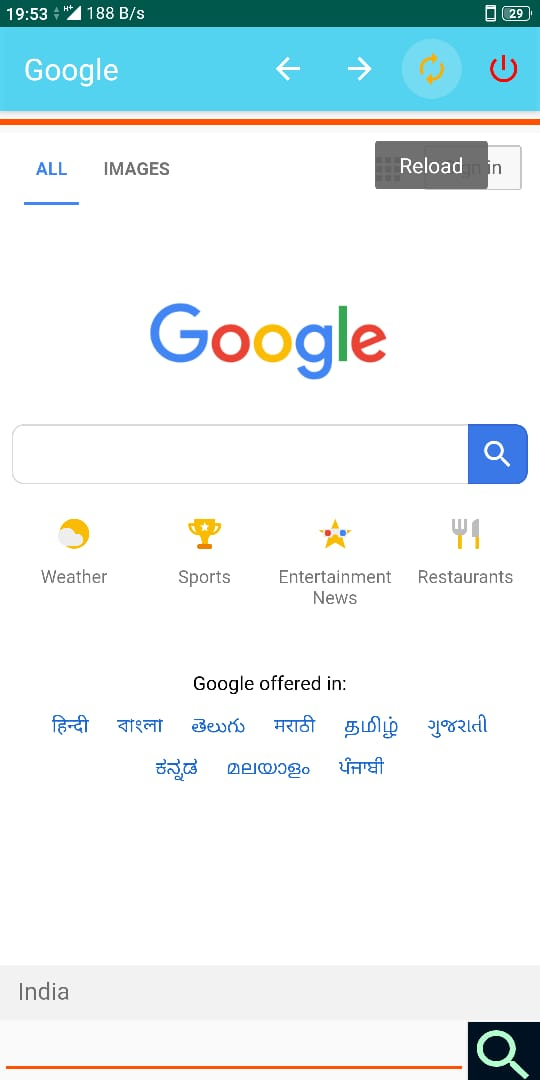 19:53 H+ 188 B/s 29
Google
ALL IMAGES Reload in
Google
Weather Sports Entertainment News Restaurants
Google offered in:
हिन्दी বাংলা తెలుగు मराठी தமிழ் ગુજરાતી
ಕನ್ನಡ മലയാളം ਪੰਜਾਬੀ
India